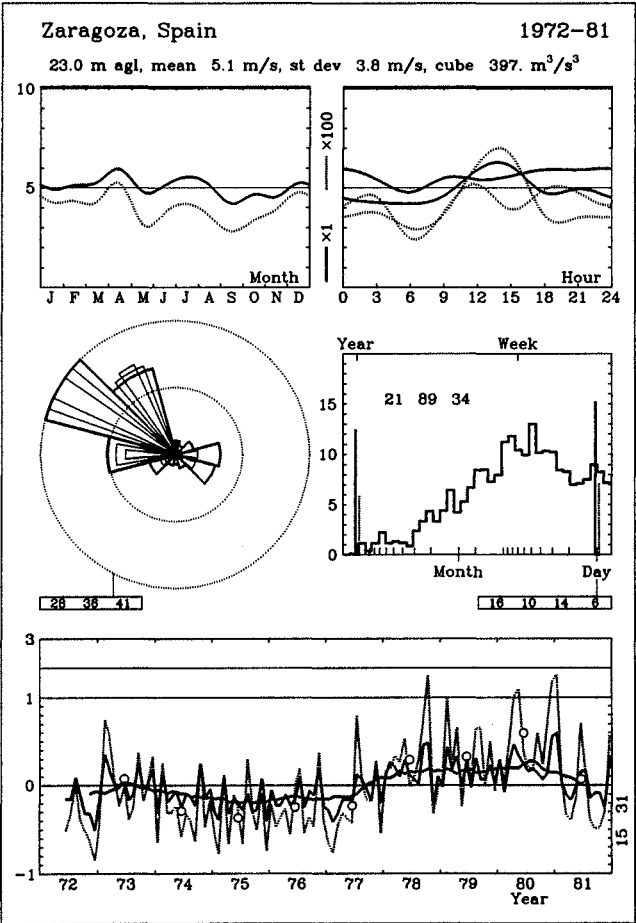 Zaragoza, Spain 1972-81
23.0 m agl, mean 5.1 m/s, st dev 3.8 m/s, cube 397. m³/s³
10
5
J F M A M J J A S O N D
Month
×1 ×100
0 3 6 9 12 15 18 21 24
Hour
Year Week
21 89 34
15
10
5
0
Month Day
28 36 41
16 10 14 6
3
1
0
-1
72 73 74 75 76 77 78 79 80 81
Year
15 31